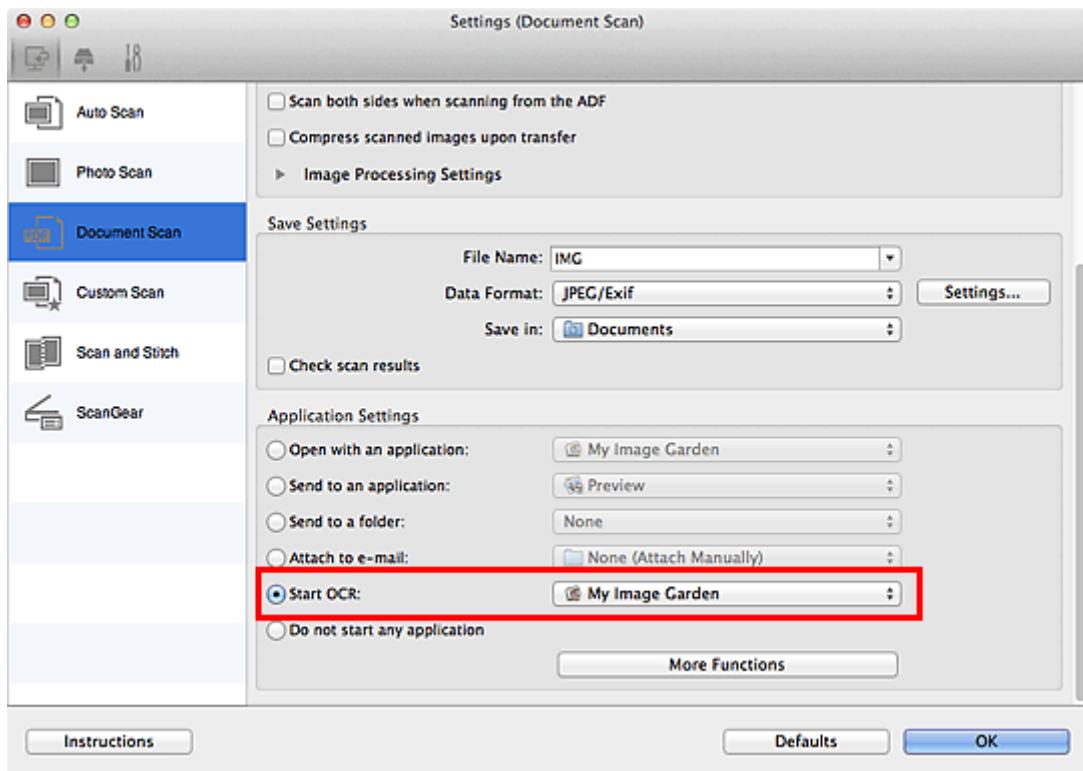 Settings (Document Scan)
Auto Scan
Photo Scan
Document Scan
Custom Scan
Scan and Stitch
ScanGear
Scan both sides when scanning from the ADF
Compress scanned images upon transfer
Image Processing Settings
Save Settings
File Name: IMG
Data Format: JPEG/Exif Settings...
Save in: Documents
Check scan results
Application Settings
Open with an application: My Image Garden
Send to an application: Preview
Send to a folder: None
Attach to e-mail: None (Attach Manually)
Start OCR: My Image Garden
Do not start any application
More Functions
Instructions Defaults OK